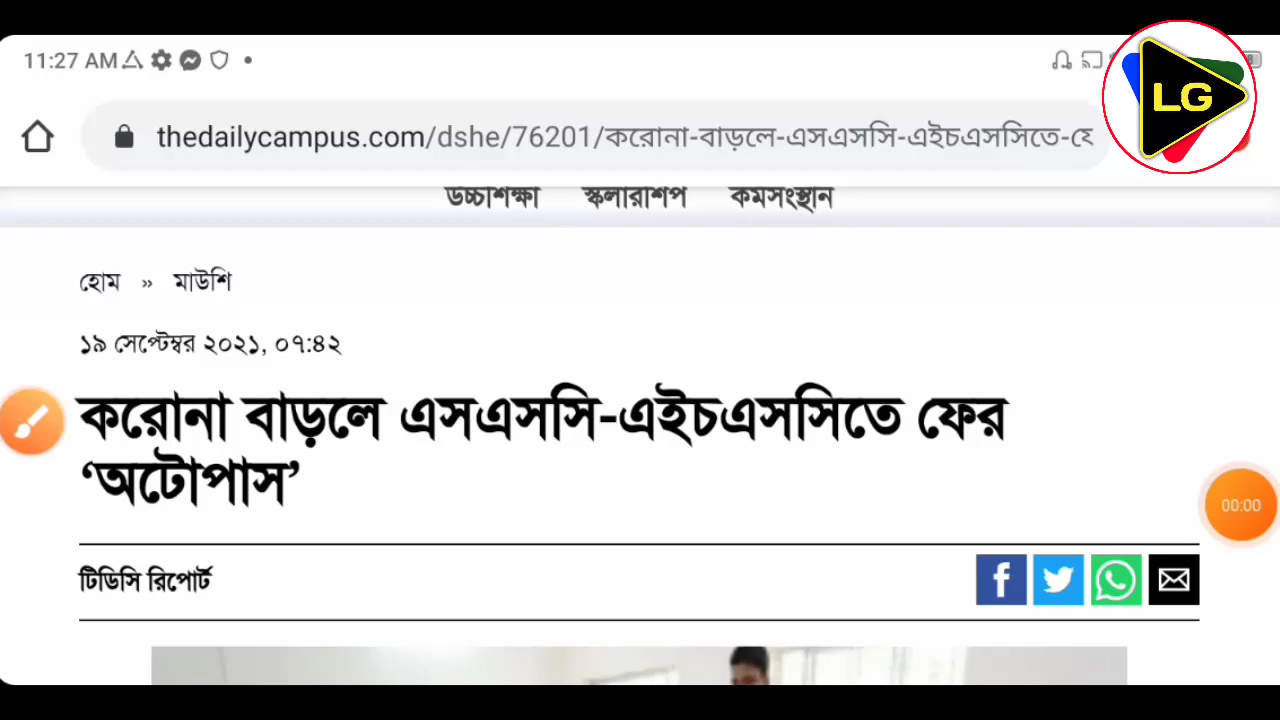 11:27 AM
LG
thedailycampus.com/dshe/76201/করোনা-বাড়লে-এসএসসি-এইচএসসিতে-ফে
উচ্চশিক্ষা স্কলারশিপ কর্মসংস্থান
হোম » মাউশি
১৯ সেপ্টেম্বর ২০২১, ০৭:৪২
করোনা বাড়লে এসএসসি-এইচএসসিতে ফের
‘অটোপাস’
00:00
টিডিসি রিপোর্ট